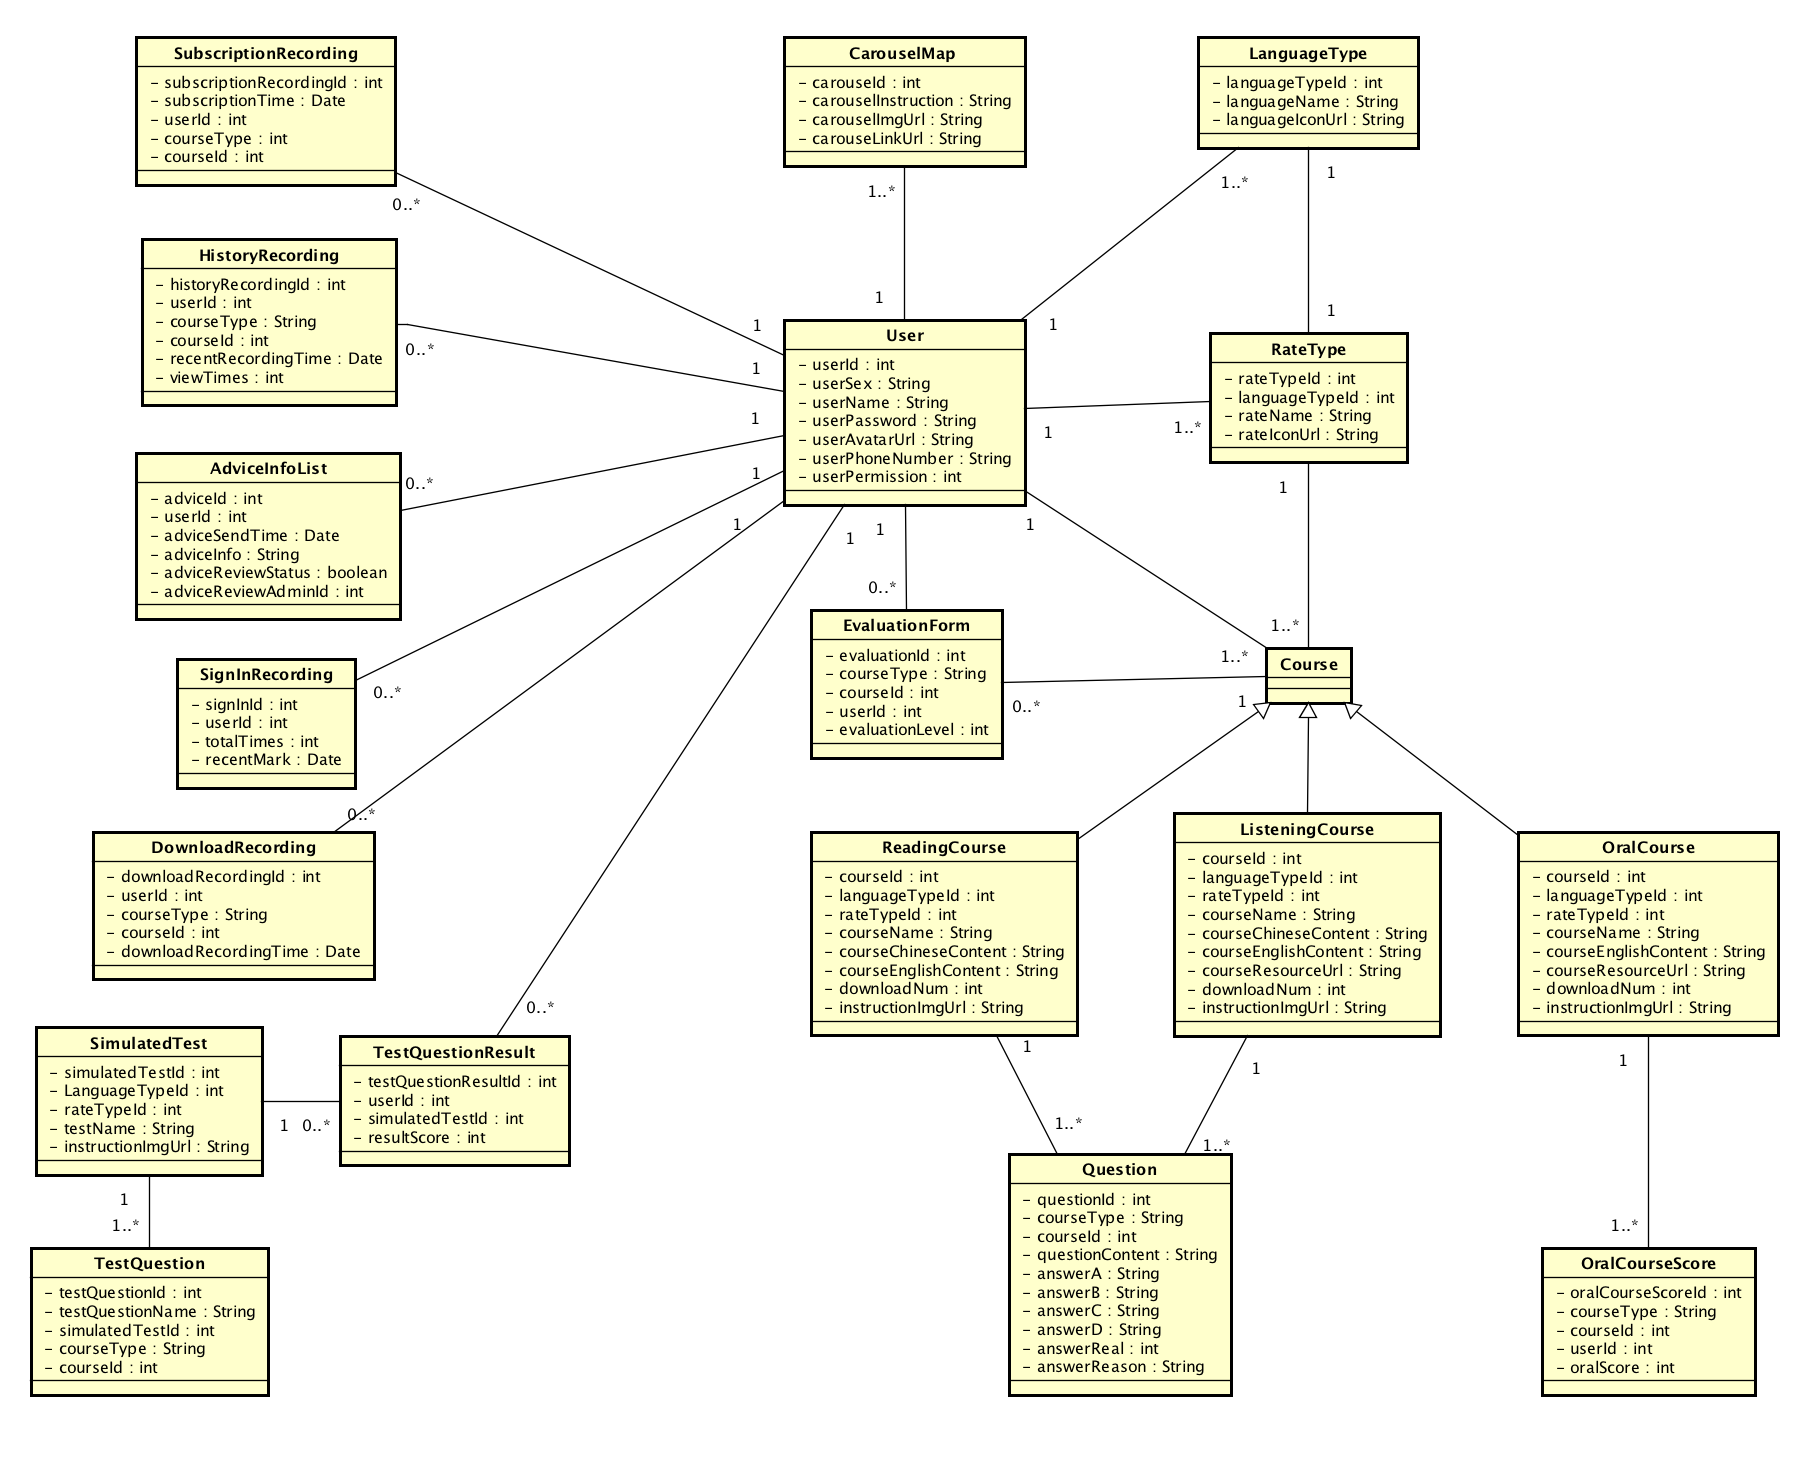 SubscriptionRecording
- subscriptionRecordingId : int
- subscriptionTime : Date
- userId : int
- courseType : int
- courseId : int
0..*
1
CarouselMap
- carouseId : int
- carouselInstruction : String
- carouselImgUrl : String
- carouseLinkUrl : String
1..*
1
LanguageType
- languageTypeId : int
- languageName : String
- languageIconUrl : String
1..*
1
1
1
HistoryRecording
- historyRecordingId : int
- userId : int
- courseType : String
- courseId : int
- recentRecordingTime : Date
- viewTimes : int
0..*
1
User
- userId : int
- userSex : String
- userName : String
- userPassword : String
- userAvatarUrl : String
- userPhoneNumber : String
- userPermission : int
1
1..*
RateType
- rateTypeId : int
- languageTypeId : int
- rateName : String
- rateIconUrl : String
1
1..*
AdviceInfoList
- adviceId : int
- userId : int
- adviceSendTime : Date
- adviceInfo : String
- adviceReviewStatus : boolean
- adviceReviewAdminId : int
0..*
1
1
1
1
1
1
0..*
1..*
EvaluationForm
- evaluationId : int
- courseType : String
- courseId : int
- userId : int
- evaluationLevel : int
0..*
1
Course
SignInRecording
- signInId : int
- userId : int
- totalTimes : int
- recentMark : Date
0..*
0..*
DownloadRecording
- downloadRecordingId : int
- userId : int
- courseType : String
- courseId : int
- downloadRecordingTime : Date
0..*
ReadingCourse
- courseId : int
- languageTypeId : int
- rateTypeId : int
- courseName : String
- courseChineseContent : String
- courseEnglishContent : String
- downloadNum : int
- instructionImgUrl : String
1
1..*
ListeningCourse
- courseId : int
- languageTypeId : int
- rateTypeId : int
- courseName : String
- courseChineseContent : String
- courseEnglishContent : String
- courseResourceUrl : String
- downloadNum : int
- instructionImgUrl : String
1
1..*
OralCourse
- courseId : int
- languageTypeId : int
- rateTypeId : int
- courseName : String
- courseEnglishContent : String
- courseResourceUrl : String
- downloadNum : int
- instructionImgUrl : String
1
1..*
SimulatedTest
- simulatedTestId : int
- LanguageTypeId : int
- rateTypeId : int
- testName : String
- instructionImgUrl : String
1
0..*
TestQuestionResult
- testQuestionResultId : int
- userId : int
- simulatedTestId : int
- resultScore : int
1
1..*
TestQuestion
- testQuestionId : int
- testQuestionName : String
- simulatedTestId : int
- courseType : String
- courseId : int
Question
- questionId : int
- courseType : String
- courseId : int
- questionContent : String
- answerA : String
- answerB : String
- answerC : String
- answerD : String
- answerReal : int
- answerReason : String
OralCourseScore
- oralCourseScoreId : int
- courseType : String
- courseId : int
- userId : int
- oralScore : int